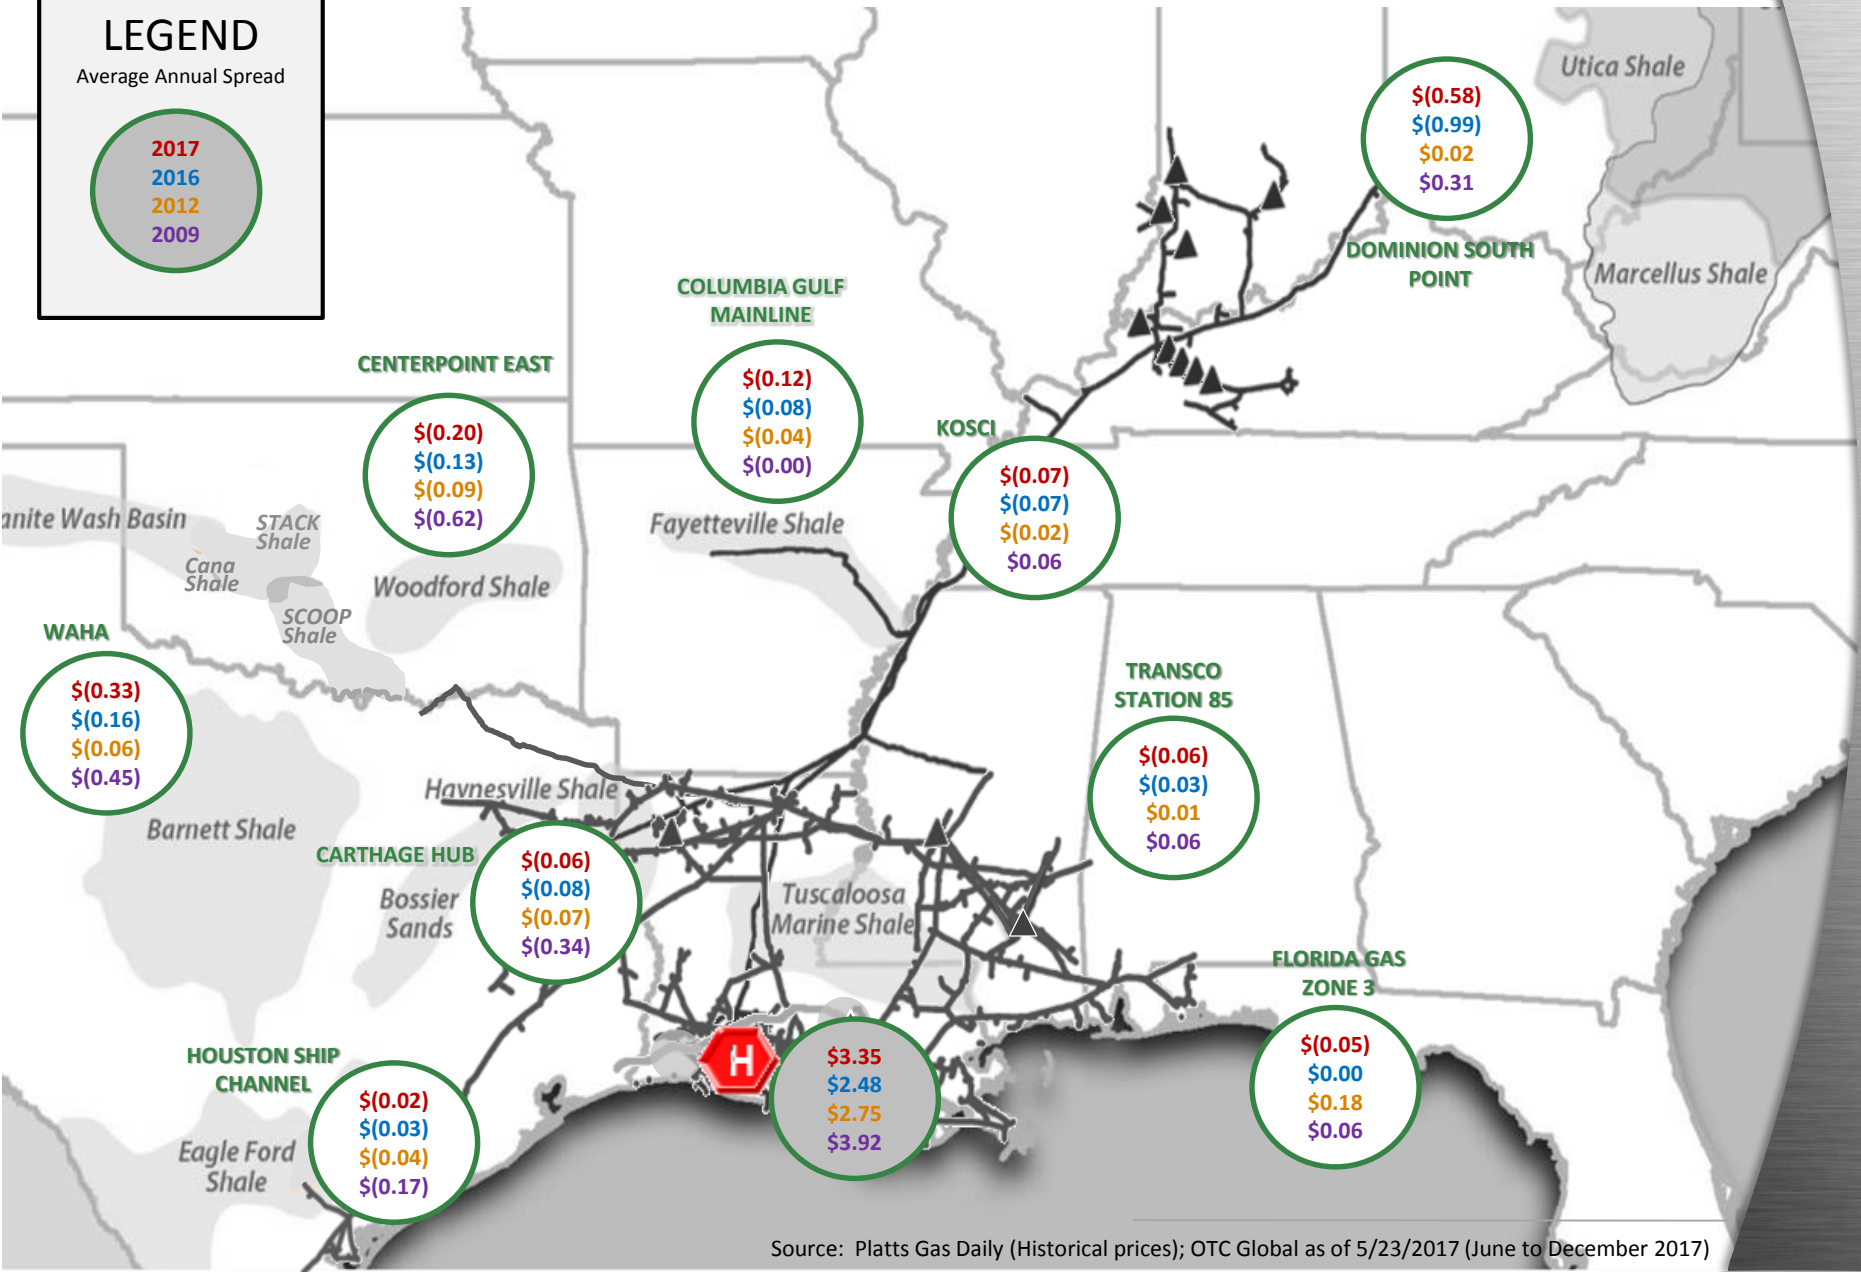 LEGEND
Average Annual Spread
2017
2016
2012
2009
Utica Shale
$(0.58)
$(0.99)
$0.02
$0.31
DOMINION SOUTH
POINT
Marcellus Shale
COLUMBIA GULF
MAINLINE
$(0.12)
$(0.08)
$(0.04)
$(0.00)
CENTERPOINT EAST
$(0.20)
$(0.13)
$(0.09)
$(0.62)
KOSCI
$(0.07)
$(0.07)
$(0.02)
$0.06
anite Wash Basin
STACK
Shale
Cana
Shale
Woodford Shale
SCOOP
Shale
Fayetteville Shale
WAHA
$(0.33)
$(0.16)
$(0.06)
$(0.45)
TRANSCO
STATION 85
$(0.06)
$(0.03)
$0.01
$0.06
Haynesville Shale
Barnett Shale
CARTHAGE HUB
$(0.06)
$(0.08)
$(0.07)
$(0.34)
Bossier
Sands
Tuscaloosa
Marine Shale
FLORIDA GAS
ZONE 3
$(0.05)
$0.00
$0.18
$0.06
HOUSTON SHIP
CHANNEL
$(0.02)
$(0.03)
$(0.04)
$(0.17)
H
$3.35
$2.48
$2.75
$3.92
Eagle Ford
Shale
Source: Platts Gas Daily (Historical prices); OTC Global as of 5/23/2017 (June to December 2017)